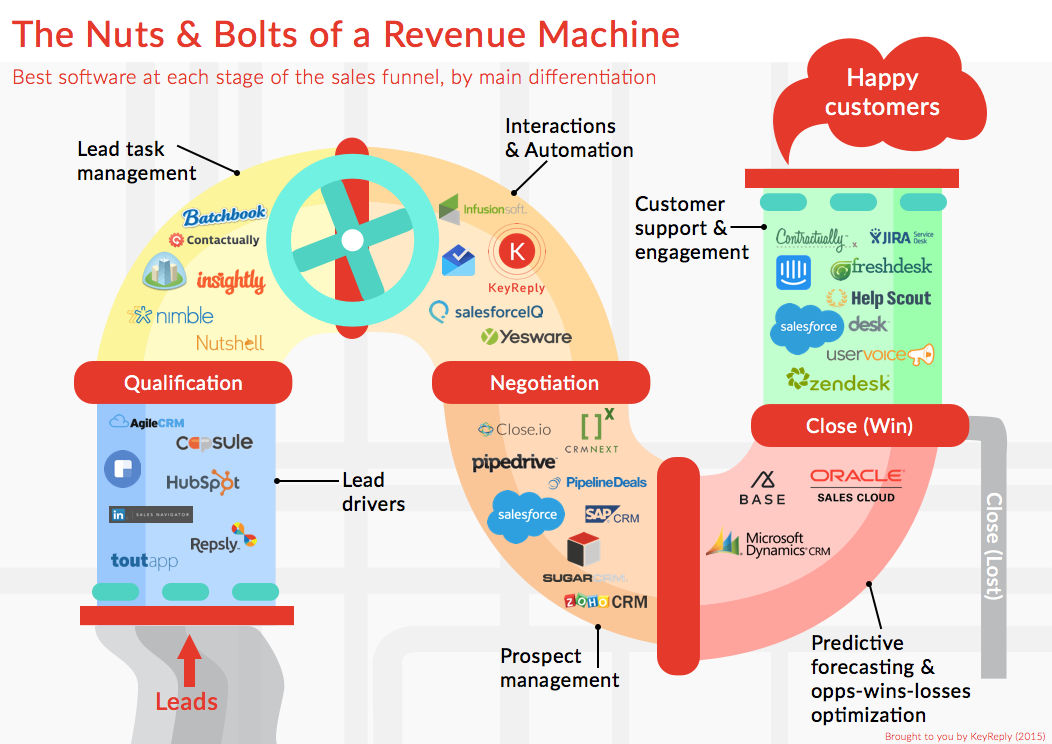 The Nuts & Bolts of a Revenue Machine
Best software at each stage of the sales funnel, by main differentiation
Happy
customers
Lead task
management
Interactions
& Automation
Customer
support &
engagement
Batchbook
Contactually
insightly
nimble
Nutshell
Infusionsoft.
K
KeyReply
salesforceIQ
Yesware
Contractually
JIRA Service
Desk
freshdesk
Help Scout
salesforce
desk
uservoice
zendesk
Qualification
Negotiation
Close (Win)
AgileCRM
CAPSULE
HubSpot
in SALES NAVIGATOR
Repsly
toutapp
Lead
drivers
Close.io
[ ] X
CRMNEXT
pipedrive
PipelineDeals
salesforce
SAP CRM
SUGARCRM.
ZOHO CRM
BASE
ORACLE
SALES CLOUD
Microsoft
Dynamics CRM
Close (Lost)
Prospect
management
Predictive
forecasting &
opps-wins-losses
optimization
Leads
Brought to you by KeyReply (2015)